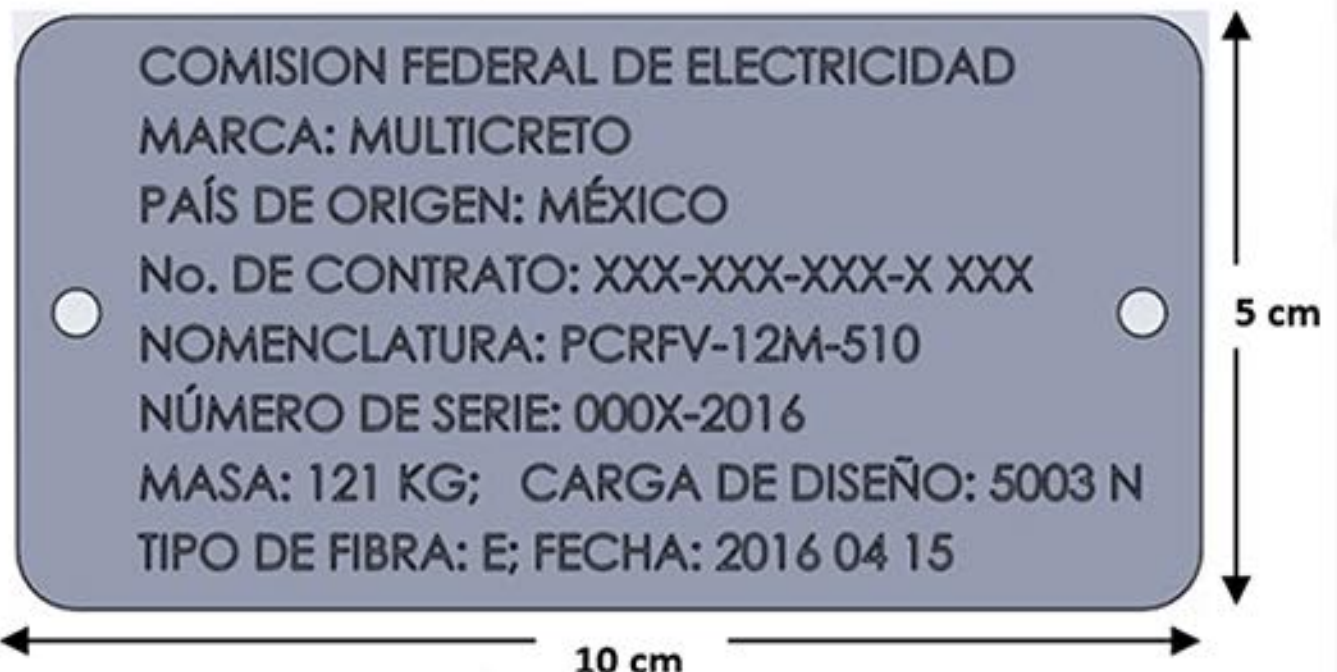 COMISION FEDERAL DE ELECTRICIDAD
MARCA: MULTICRETO
PAÍS DE ORIGEN: MÉXICO
No. DE CONTRATO: XXX-XXX-XXX-X XXX
NOMENCLATURA: PCRFV-12M-510
NÚMERO DE SERIE: 000X-2016
MASA: 121 KG; CARGA DE DISEÑO: 5003 N
TIPO DE FIBRA: E; FECHA: 2016 04 15
5 cm
10 cm